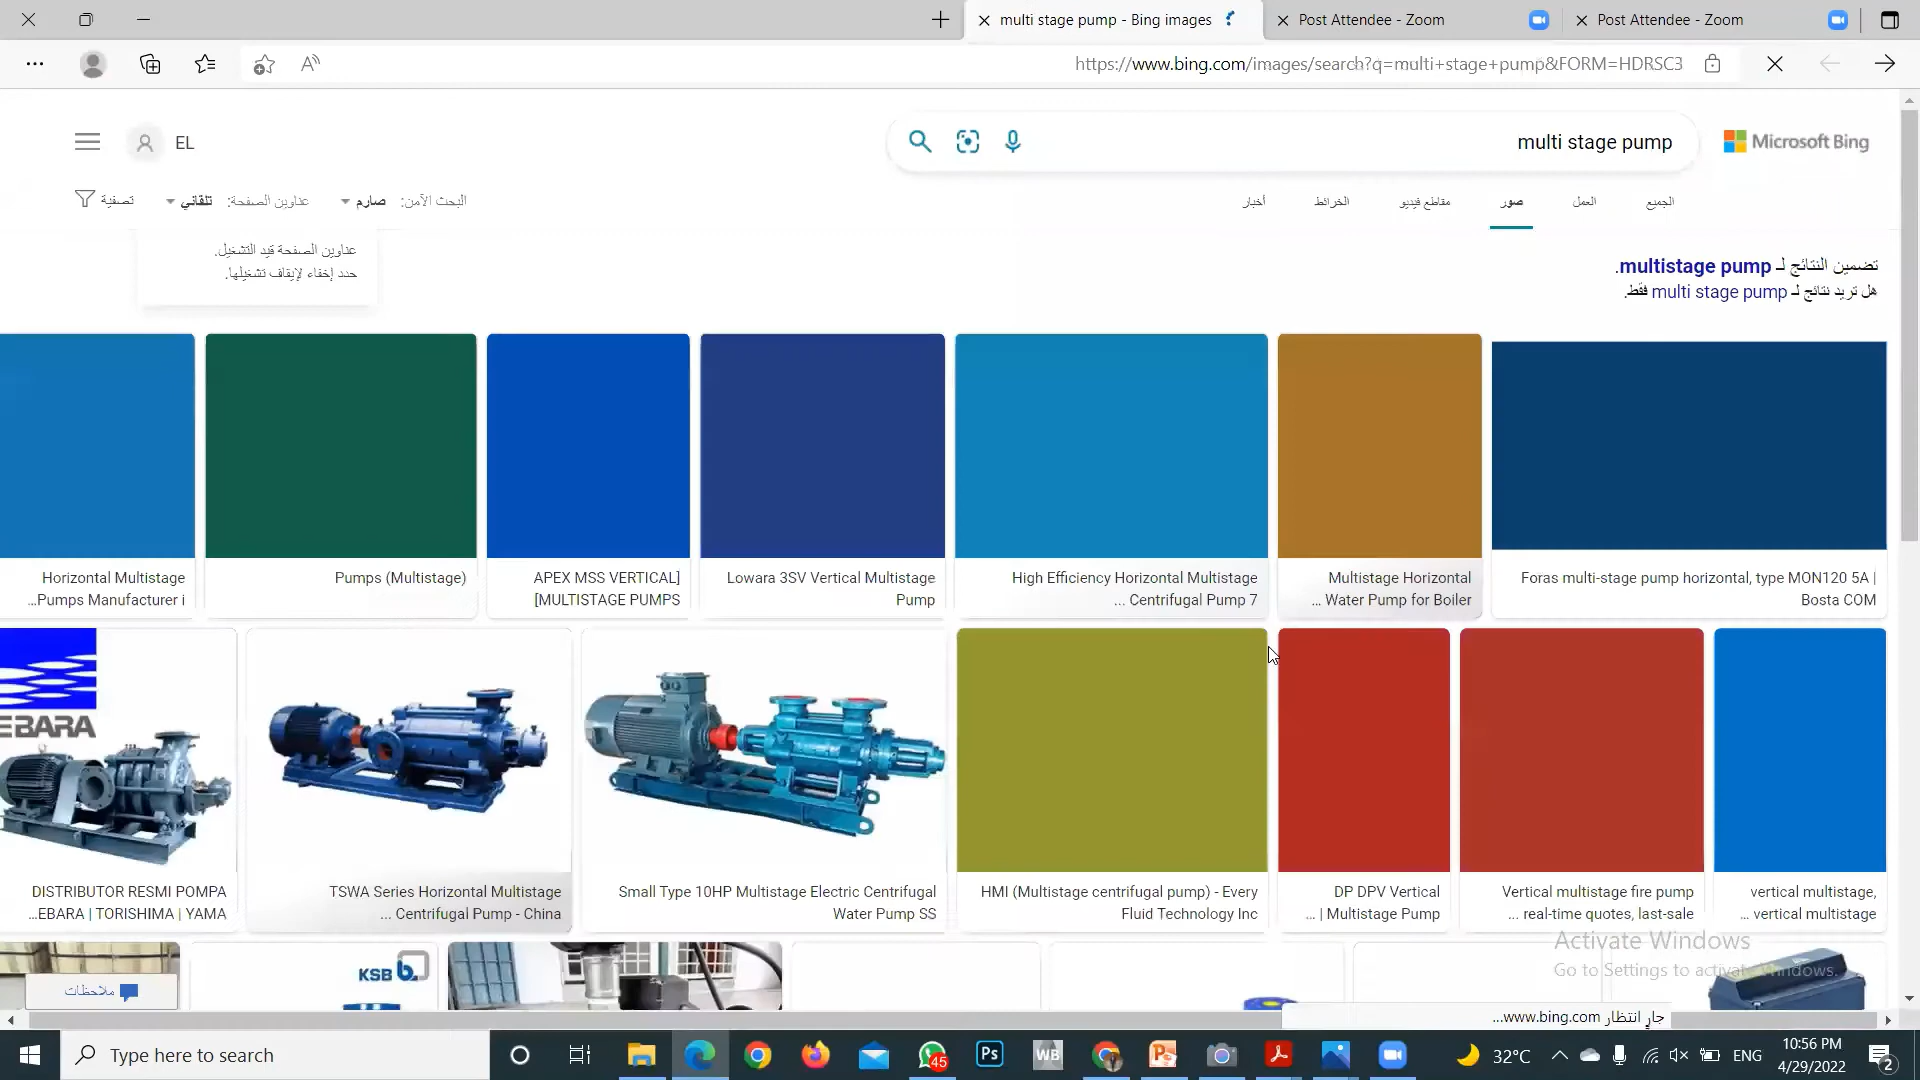 multi stage pump - Bing images
Post Attendee - Zoom
Post Attendee - Zoom
https://www.bing.com/images/search?q=multi+stage+pump&FORM=HDRSC3
EL
multi stage pump
Microsoft Bing
الجميع
العمل
صور
مقاطع فيديو
الخرائط
أخبار
البحث الآمن: صارم
عناوين الصفحة: تلقائي
تصفية
عناوين الصفحة قيد التشغيل.
حدد إخفاء لإيقاف تشغيلها.
تضمين النتائج لـ multistage pump.
هل تريد نتائج لـ multi stage pump فقط.
Foras multi-stage pump horizontal, type MON120 5A |
Bosta COM
Multistage Horizontal
Water Pump for Boiler ...
High Efficiency Horizontal Multistage
Centrifugal Pump 7 ...
Lowara 3SV Vertical Multistage
Pump
APEX MSS VERTICAL]
[MULTISTAGE PUMPS
Pumps (Multistage)
Horizontal Multistage
Pumps Manufacturer i...
EBARA
vertical multistage,
vertical multistage ...
Vertical multistage fire pump
real-time quotes, last-sale ...
DP DPV Vertical
Multistage Pump | ...
HMI (Multistage centrifugal pump) - Every
Fluid Technology Inc
Small Type 10HP Multistage Electric Centrifugal
Water Pump SS
TSWA Series Horizontal Multistage
Centrifugal Pump - China ...
DISTRIBUTOR RESMI POMPA
EBARA | TORISHIMA | YAMA...
KSB b
ملاحظات
Activate Windows
Go to Settings to activate Windows.
جارٍ انتظار www.bing.com...
Type here to search
45
Ps
WB
32°C
ENG
10:56 PM
4/29/2022
2